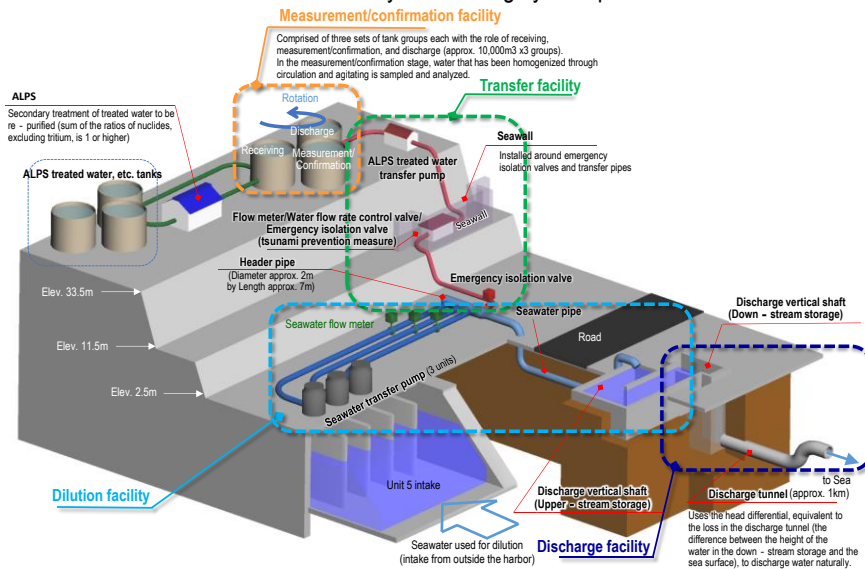 Measurement/confirmation facility
Comprised of three sets of tank groups each with the role of receiving,
measurement/confirmation, and discharge (approx. 10,000m3 x3 groups).
In the measurement/confirmation stage, water that has been homogenized through
circulation and agitating is sampled and analyzed.
Transfer facility
ALPS
Secondary treatment of treated water to be
re - purified (sum of the ratios of nuclides,
excluding tritium, is 1 or higher)
Rotation
Discharge
Receiving
Measurement/
Confirmation
Seawall
Installed around emergency
isolation valves and transfer pipes
ALPS treated water
transfer pump
ALPS treated water, etc. tanks
Seawall
Flow meter/Water flow rate control valve/
Emergency isolation valve
(tsunami prevention measure)
Header pipe
(Diameter approx. 2m
by Length approx. 7m)
Emergency isolation valve
Elev. 33.5m
Seawater flow meter
Seawater pipe
Road
Discharge vertical shaft
(Down - stream storage)
Elev. 11.5m
Elev. 2.5m
Seawater transfer pump (3 units)
Unit 5 intake
Dilution facility
Discharge vertical shaft
(Upper - stream storage)
to Sea
Discharge tunnel (approx. 1km)
Uses the head differential, equivalent to
the loss in the discharge tunnel (the
difference between the height of the
water in the down - stream storage and the
sea surface), to discharge water naturally.
Seawater used for dilution
(intake from outside the harbor)
Discharge facility